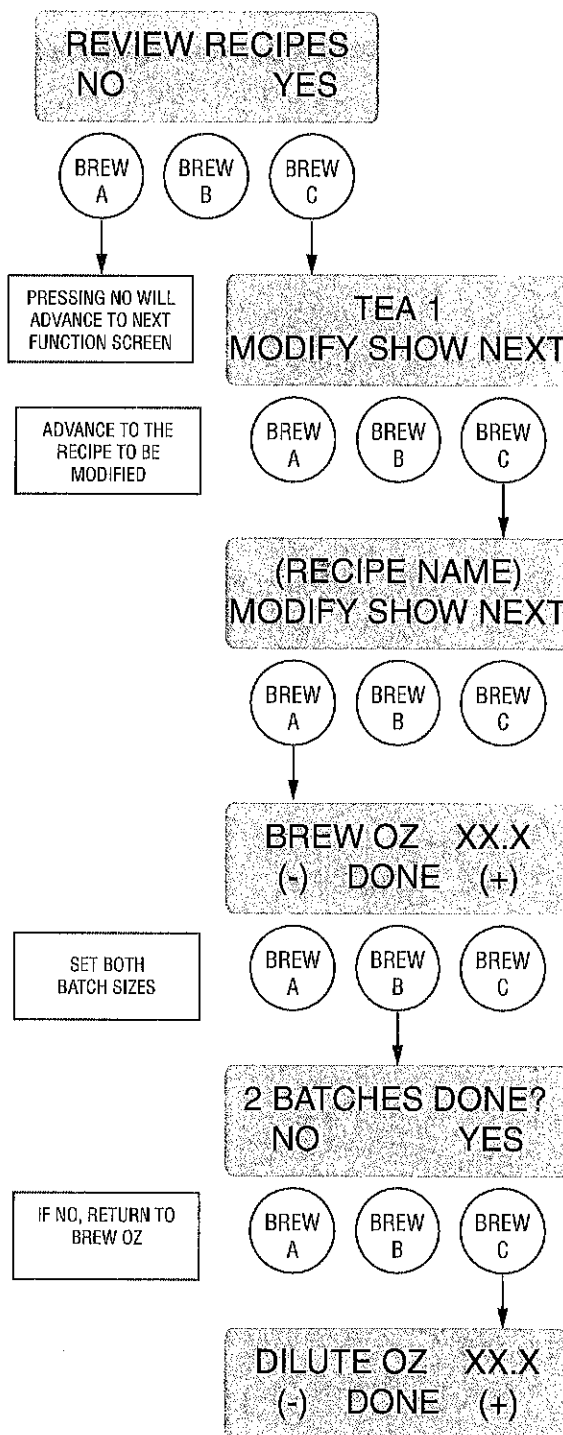 REVIEW RECIPES
NO YES
BREW
A
BREW
B
BREW
C
PRESSING NO WILL
ADVANCE TO NEXT
FUNCTION SCREEN
TEA 1
MODIFY SHOW NEXT
ADVANCE TO THE
RECIPE TO BE
MODIFIED
BREW
A
BREW
B
BREW
C
(RECIPE NAME)
MODIFY SHOW NEXT
BREW
A
BREW
B
BREW
C
BREW OZ XX.X
(-) DONE (+)
SET BOTH
BATCH SIZES
BREW
A
BREW
B
BREW
C
2 BATCHES DONE?
NO YES
IF NO, RETURN TO
BREW OZ
BREW
A
BREW
B
BREW
C
DILUTE OZ XX.X
(-) DONE (+)